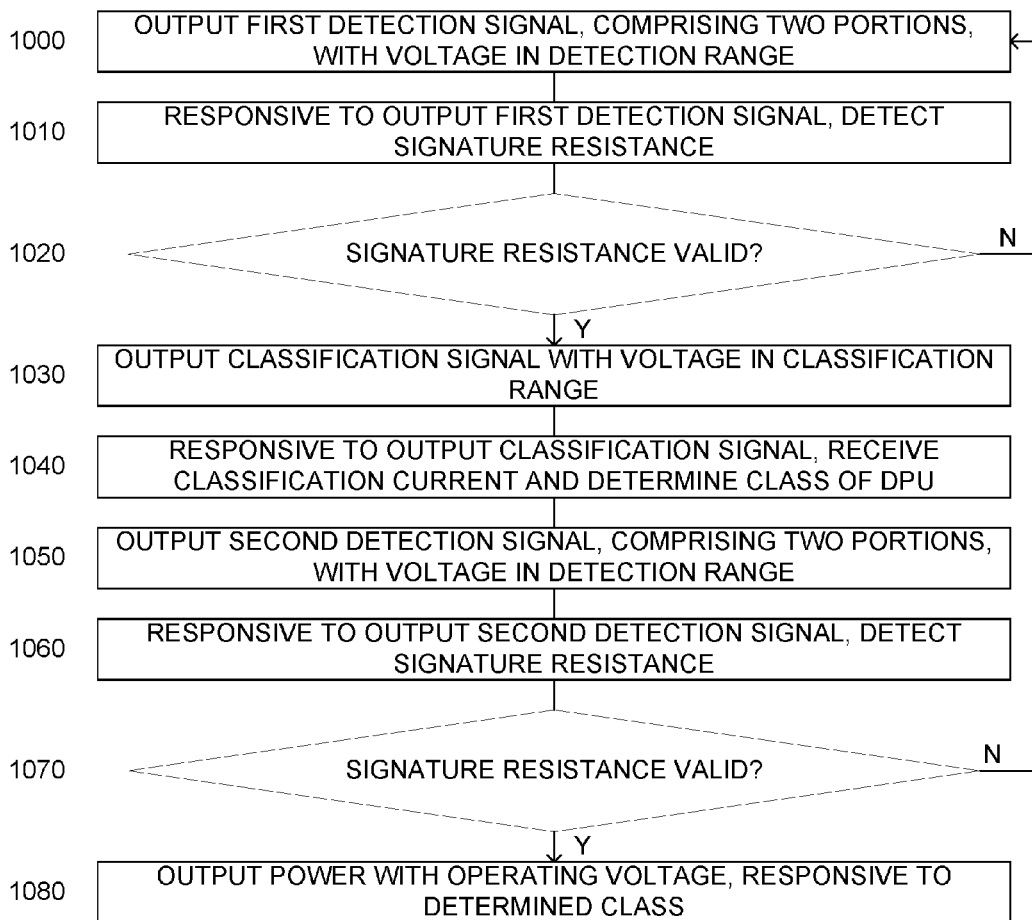 1000
OUTPUT FIRST DETECTION SIGNAL, COMPRISING TWO PORTIONS,
WITH VOLTAGE IN DETECTION RANGE
1010
RESPONSIVE TO OUTPUT FIRST DETECTION SIGNAL, DETECT
SIGNATURE RESISTANCE
1020
SIGNATURE RESISTANCE VALID?
N
Y
1030
OUTPUT CLASSIFICATION SIGNAL WITH VOLTAGE IN CLASSIFICATION
RANGE
1040
RESPONSIVE TO OUTPUT CLASSIFICATION SIGNAL, RECEIVE
CLASSIFICATION CURRENT AND DETERMINE CLASS OF DPU
1050
OUTPUT SECOND DETECTION SIGNAL, COMPRISING TWO PORTIONS,
WITH VOLTAGE IN DETECTION RANGE
1060
RESPONSIVE TO OUTPUT SECOND DETECTION SIGNAL, DETECT
SIGNATURE RESISTANCE
1070
SIGNATURE RESISTANCE VALID?
N
Y
1080
OUTPUT POWER WITH OPERATING VOLTAGE, RESPONSIVE TO
DETERMINED CLASS